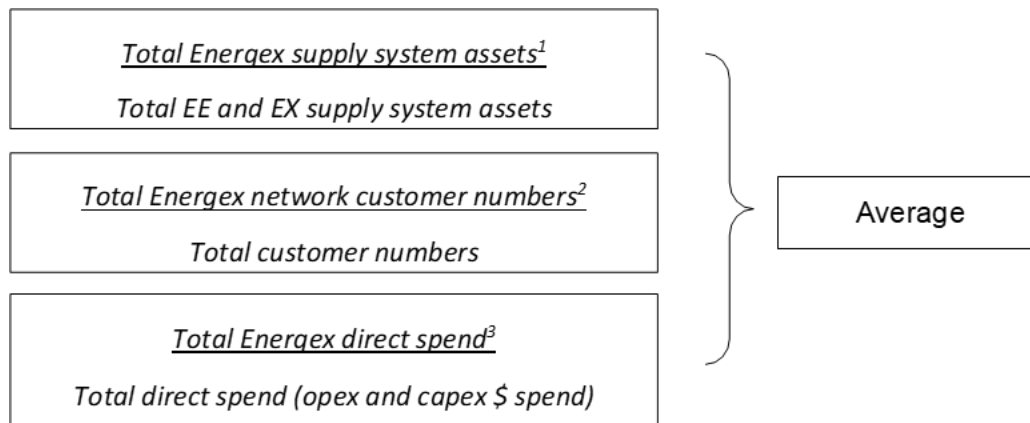 Total Energex supply system assets¹
Total EE and EX supply system assets
Total Energex network customer numbers²
Total customer numbers
Average
Total Energex direct spend³
Total direct spend (opex and capex $ spend)